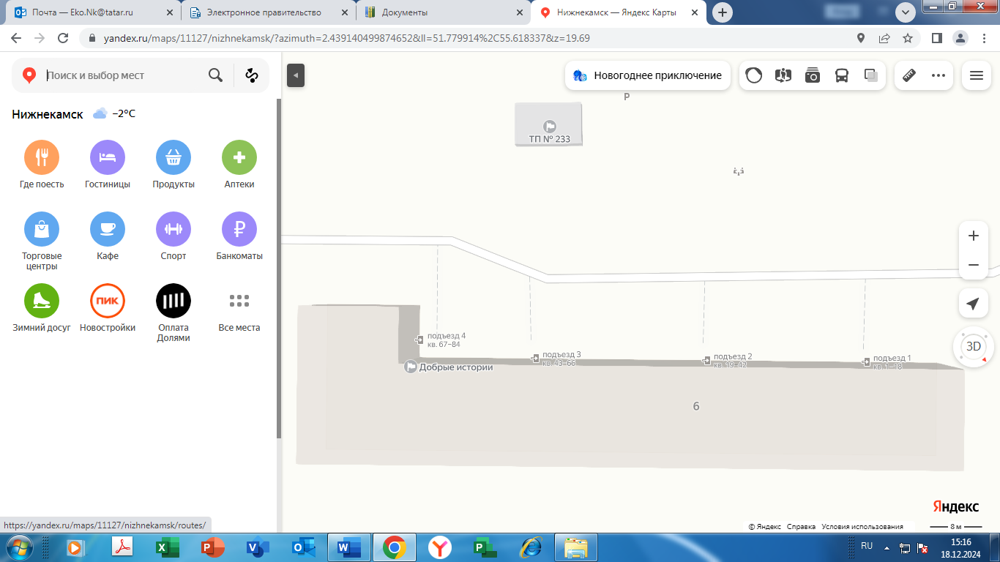 Почта — Eko.Nk@tatar.ru
Электронное правительство
Документы
Нижнекамск — Яндекс Карты
yandex.ru/maps/11127/nizhnekamsk/?azimuth=2.439140499874652&ll=51.779914%2C55.618337&z=19.69
Поиск и выбор мест
Новогоднее приключение
Нижнекамск
−2°C
Где поесть
Гостиницы
Продукты
Аптеки
Торговые центры
Кафе
Спорт
Банкоматы
ПИК
Зимний досуг
Новостройки
Оплата Долями
Все места
P
ТП № 233
подъезд 4
кв. 67–84
подъезд 3
кв. 43–66
подъезд 2
кв. 19–42
подъезд 1
кв. 1–18
Добрые истории
6
3D
Яндекс
© Яндекс Справка Условия использования
8 м
https://yandex.ru/maps/11127/nizhnekamsk/routes/
RU
15:16
18.12.2024